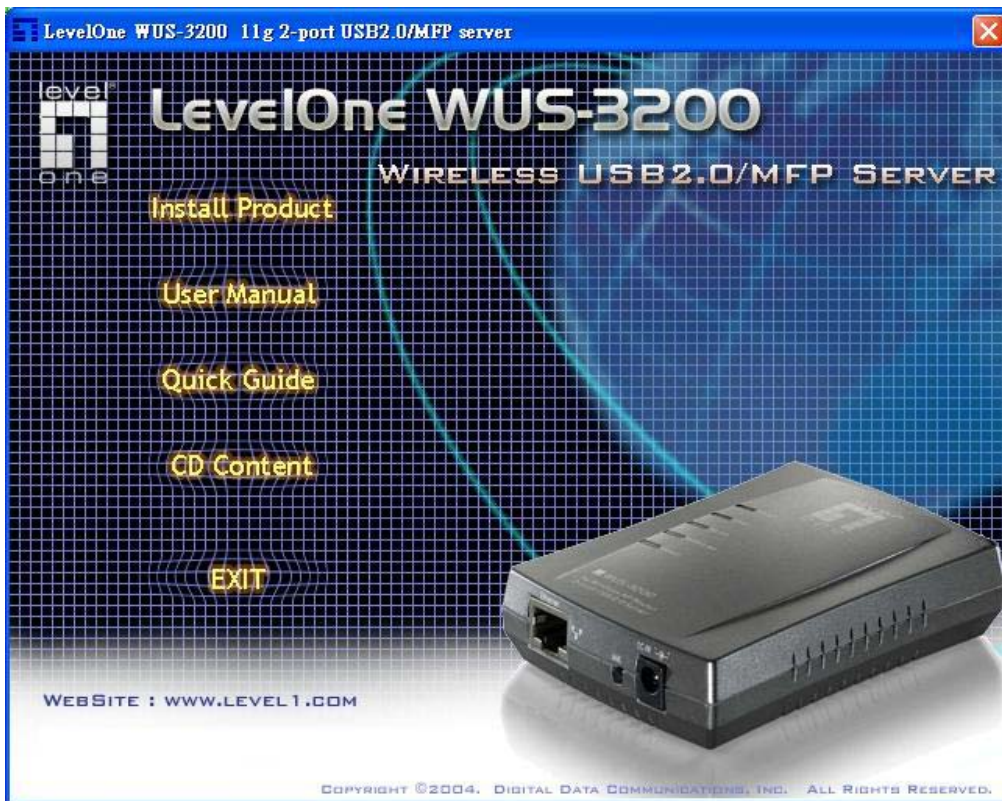 LevelOne WUS-3200 11g 2-port USB2.0/MFP server
level
one
LevelOne WUS-3200
Wireless USB2.0/MFP Server
Install Product
User Manual
Quick Guide
CD Content
EXIT
WUS-3200
WebSite : www.level1.com
Copyright ©2004. Digital Data Communications, Inc. All Rights Reserved.